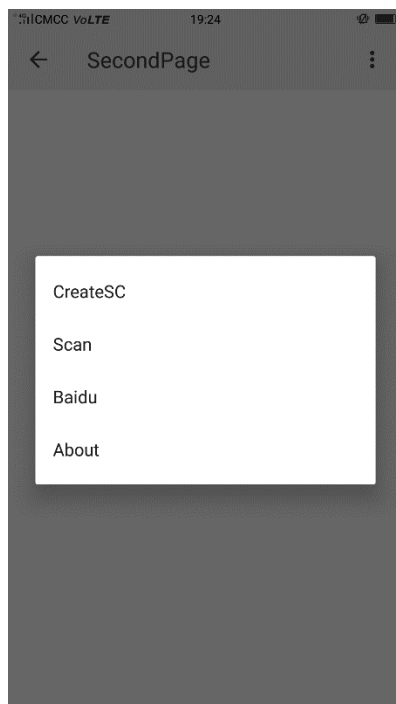 CMCC VoLTE 19:24
SecondPage
CreateSC
Scan
Baidu
About